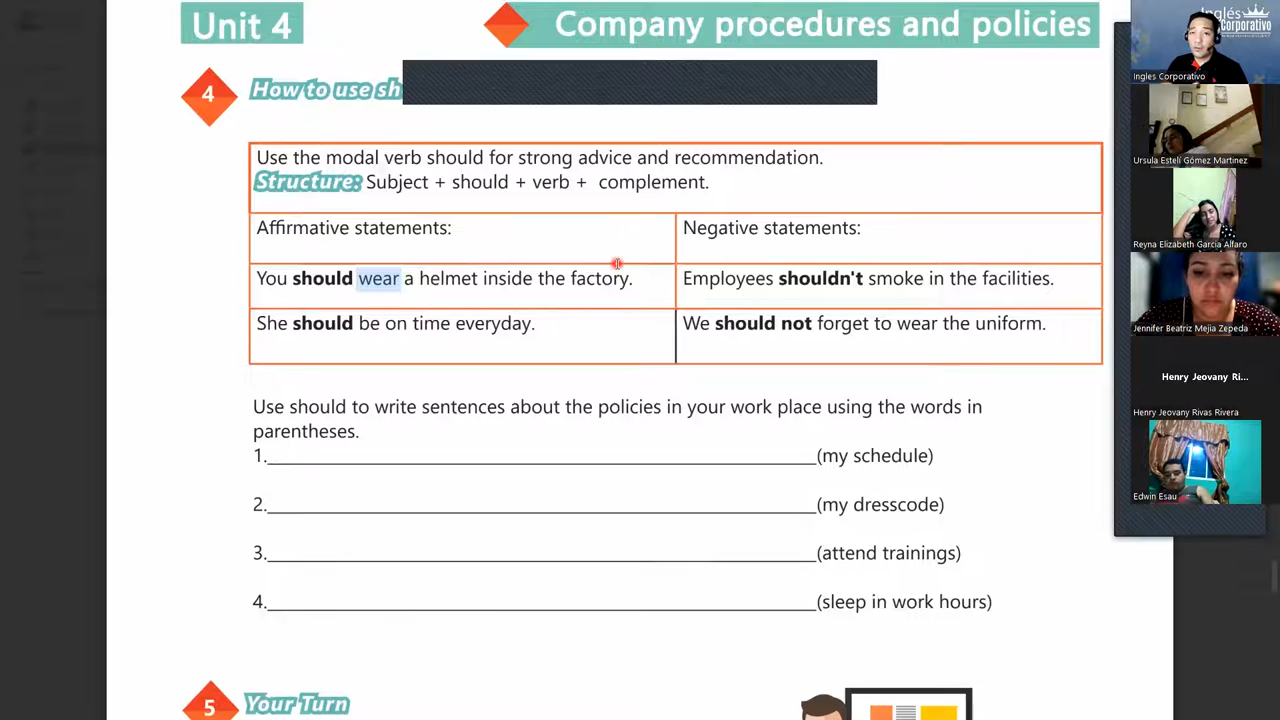 Unit 4
Company procedures and policies
4
How to use sh
Use the modal verb should for strong advice and recommendation.
Structure: Subject + should + verb + complement.
Affirmative statements:
Negative statements:
You should wear a helmet inside the factory.
Employees shouldn't smoke in the facilities.
She should be on time everyday.
We should not forget to wear the uniform.
Use should to write sentences about the policies in your work place using the words in
parentheses.
1.______________________(my schedule)
2.______________________(my dresscode)
3.______________________(attend trainings)
4.______________________(sleep in work hours)
5
Your Turn
Inglés
Corporativo
Ingles Corporativo
Ursula Estelí Gómez Martinez
Reyna Elizabeth Garcia Alfaro
Jennifer Beatriz Mejia Zepeda
Henry Jeovany Ri...
Henry Jeovany Rivas Rivera
Edwin Esau